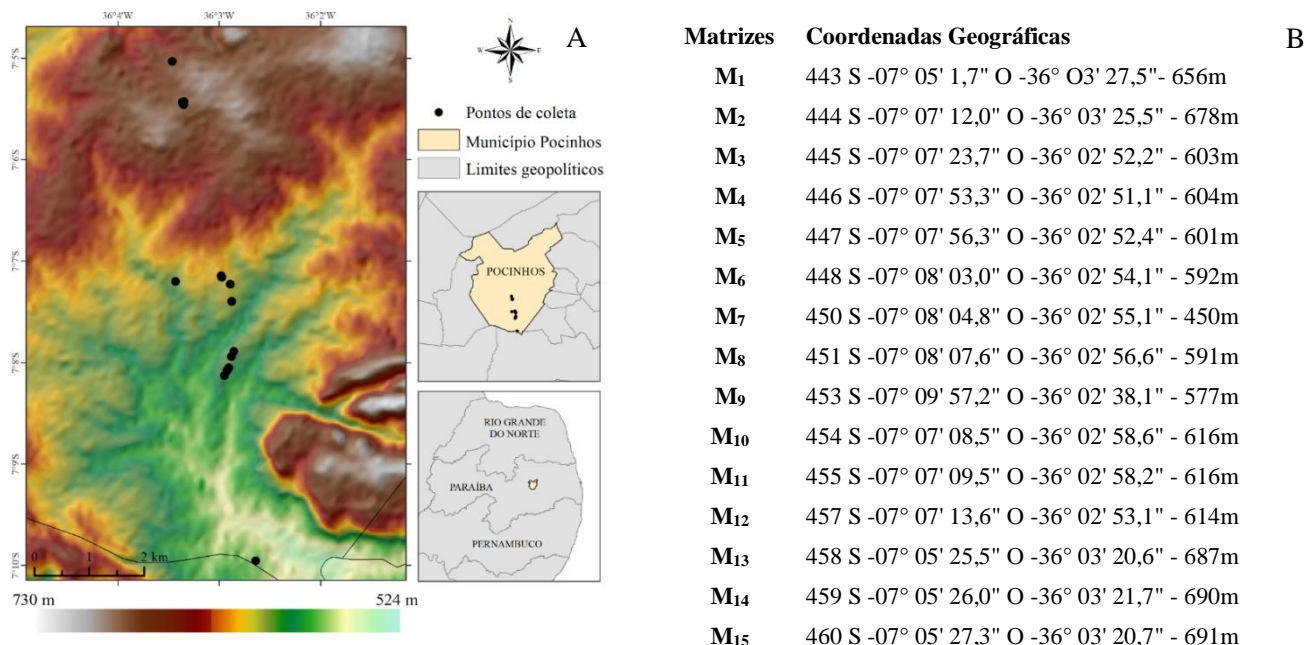 36°4'W 36°3'W 36°2'W
7°5'S
7°6'S
7°7'S
7°8'S
7°9'S
7°10'S
N
W E
S
A
Pontos de coleta
Município Pocinhos
Limites geopolíticos
POCINHOS
RIO GRANDE
DO NORTE
PARAÍBA
PERNAMBUCO
0 1 2 km
730 m 524 m
Matrizes Coordenadas Geográficas B
M1 443 S -07° 05' 1,7" O -36° O3' 27,5"- 656m
M2 444 S -07° 07' 12,0" O -36° 03' 25,5" - 678m
M3 445 S -07° 07' 23,7" O -36° 02' 52,2" - 603m
M4 446 S -07° 07' 53,3" O -36° 02' 51,1" - 604m
M5 447 S -07° 07' 56,3" O -36° 02' 52,4" - 601m
M6 448 S -07° 08' 03,0" O -36° 02' 54,1" - 592m
M7 450 S -07° 08' 04,8" O -36° 02' 55,1" - 450m
M8 451 S -07° 08' 07,6" O -36° 02' 56,6" - 591m
M9 453 S -07° 09' 57,2" O -36° 02' 38,1" - 577m
M10 454 S -07° 07' 08,5" O -36° 02' 58,6" - 616m
M11 455 S -07° 07' 09,5" O -36° 02' 58,2" - 616m
M12 457 S -07° 07' 13,6" O -36° 02' 53,1" - 614m
M13 458 S -07° 05' 25,5" O -36° 03' 20,6" - 687m
M14 459 S -07° 05' 26,0" O -36° 03' 21,7" - 690m
M15 460 S -07° 05' 27,3" O -36° 03' 20,7" - 691m